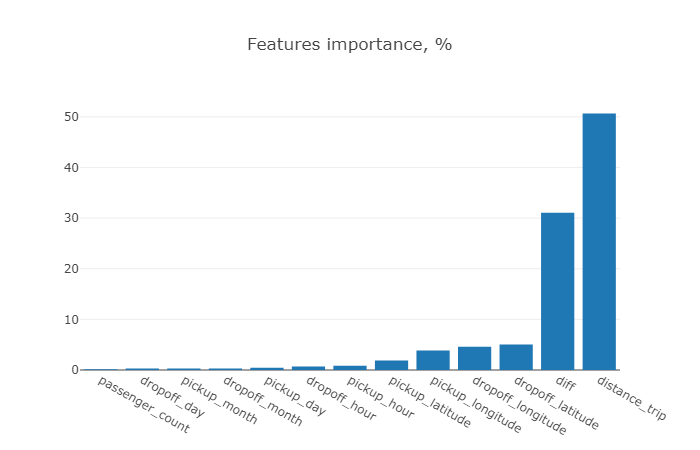 Features importance, %
50
40
30
20
10
0
passenger_count
dropoff_day
pickup_month
dropoff_month
pickup_day
dropoff_hour
pickup_hour
pickup_latitude
pickup_longitude
dropoff_longitude
dropoff_latitude
diff
distance_trip